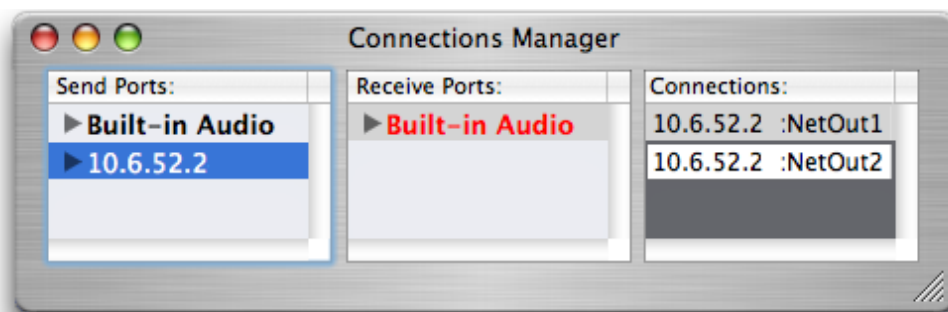 Connections Manager
Send Ports:
Built-in Audio
10.6.52.2
Receive Ports:
Built-in Audio
Connections:
10.6.52.2 :NetOut1
10.6.52.2 :NetOut2